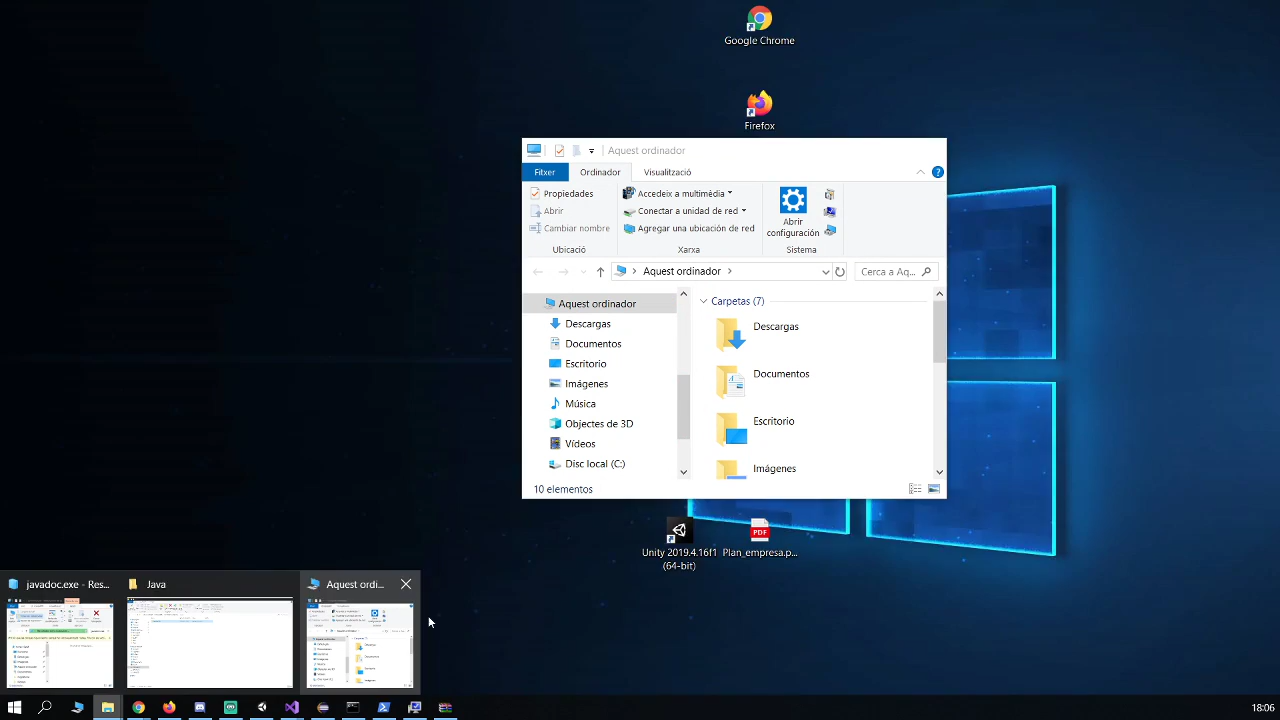 Google Chrome
Firefox
Aquest ordinador
Fitxer
Ordinador
Visualització
Propiedades
Abrir
Cambiar nombre
Ubicació
Accedeix a multimèdia
Conectar a unidad de red
Agregar una ubicación de red
Xarxa
Abrir
configuración
Sistema
Aquest ordinador
Cerca a Aq...
Aquest ordinador
Descargas
Documentos
Escritorio
Imágenes
Música
Objectes de 3D
Vídeos
Disc local (C:)
Carpetas (7)
Descargas
Documentos
Escritorio
Imágenes
10 elementos
Unity 2019.4.16f1
(64-bit)
PDF
Plan_empresa.p...
javadoc.exe - Res...
Java
Aquest ordi...
18:06